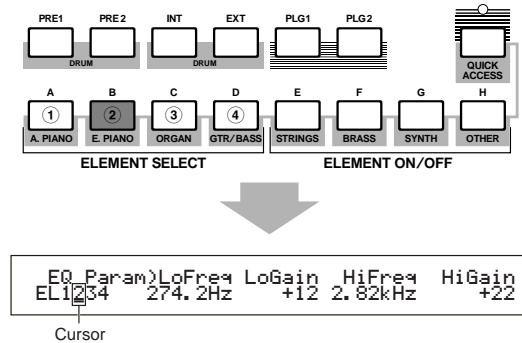 PRE1 PRE2 INT EXT PLG1 PLG2
DRUM DRUM
QUICK
ACCESS
A B C D E F G H
1 2 3 4
A. PIANO E. PIANO ORGAN GTR/BASS STRINGS BRASS SYNTH OTHER
ELEMENT SELECT ELEMENT ON/OFF
EQ Param)LoFreq LoGain HiFreq HiGain
EL1234 274.2Hz +12 2.82kHz +22
Cursor